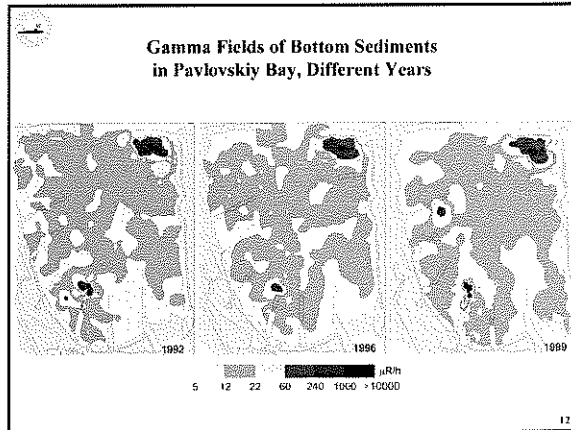 Gamma Fields of Bottom Sediments
in Pavlovskiy Bay, Different Years
1992
1996
1989
μR/h
5 12 22 60 240 1000 >10000
12